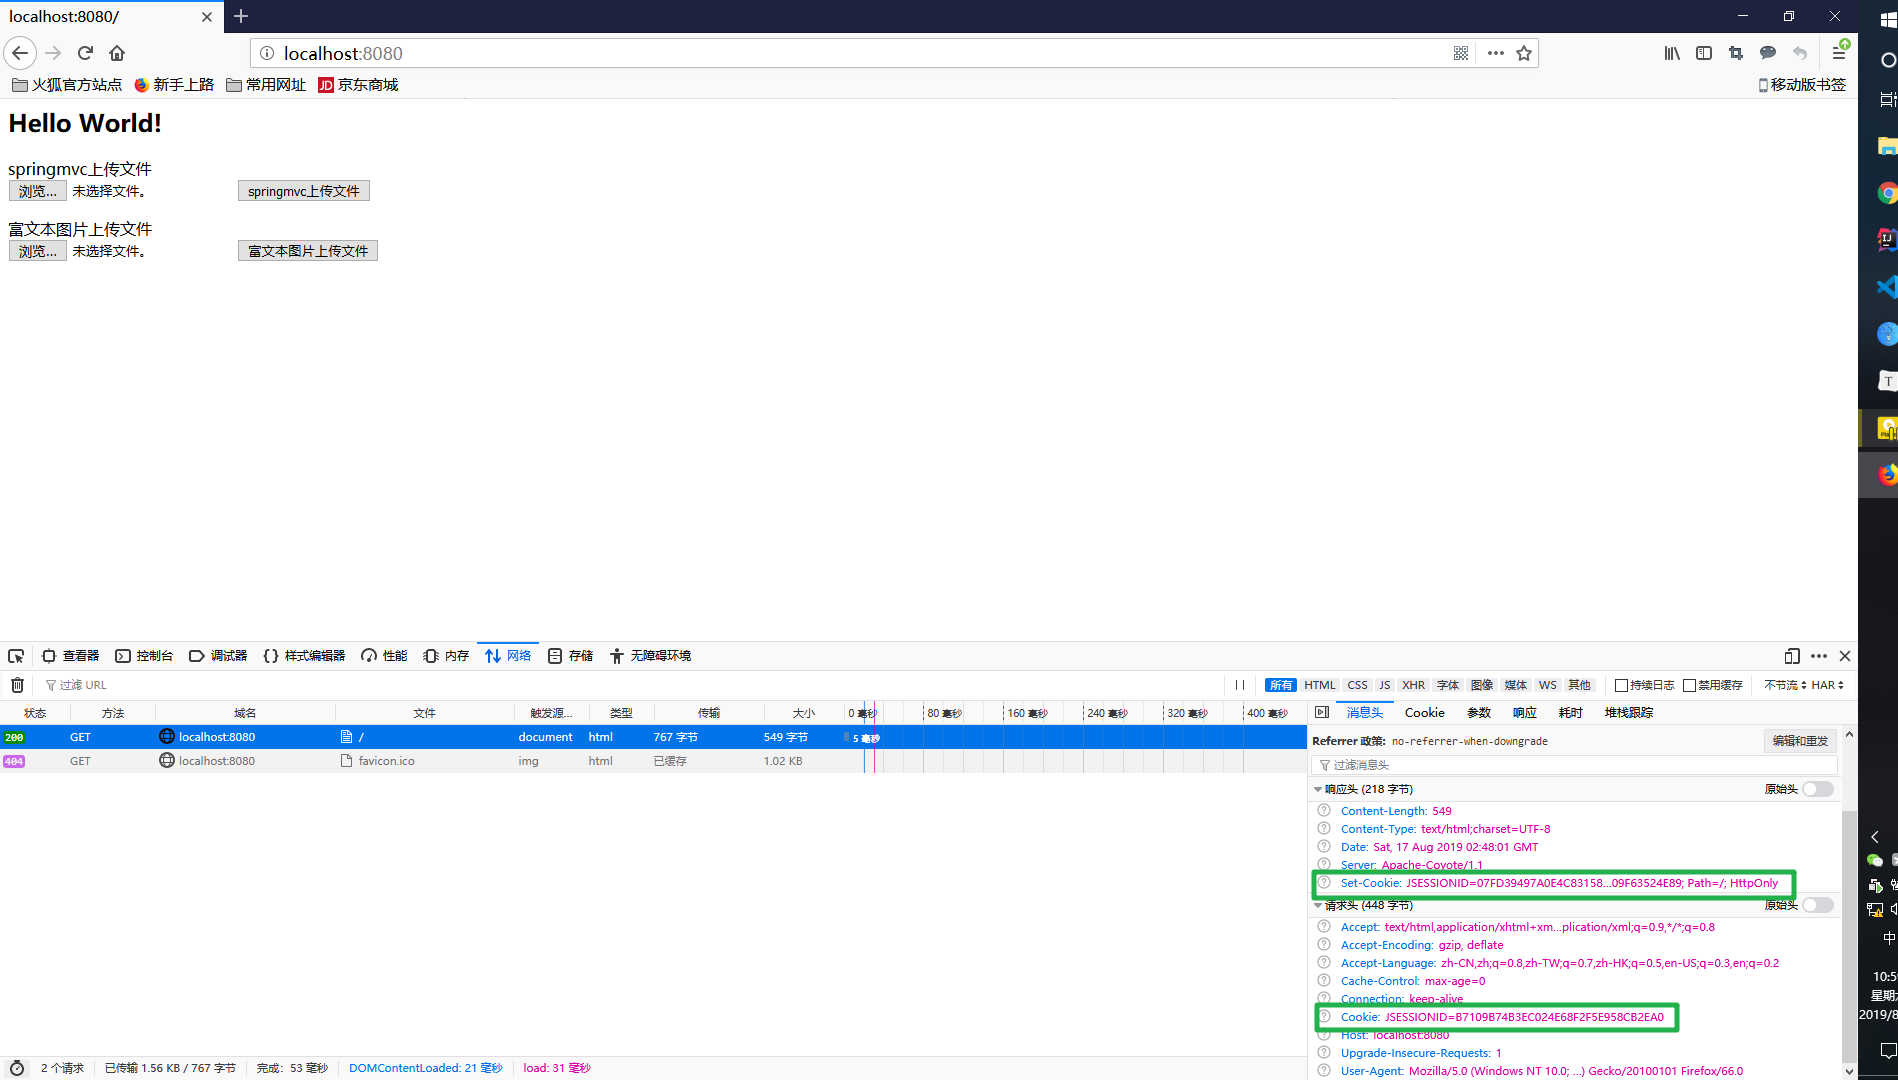 localhost:8080/
localhost:8080
火狐官方站点 新手上路 常用网址 JD 京东商城 移动版书签
Hello World!
springmvc上传文件
浏览... 未选择文件。 springmvc上传文件
富文本图片上传文件
浏览... 未选择文件。 富文本图片上传文件
查看器 控制台 调试器 样式编辑器 性能 内存 网络 存储 无障碍环境
过滤 URL 所有 HTML CSS JS XHR 字体 图像 媒体 WS 其他 持续日志 禁用缓存 不节流 HAR
状态 方法 域名 文件 触发源... 类型 传输 大小 0 毫秒 80 毫秒 160 毫秒 240 毫秒 320 毫秒 400 毫秒
200 GET localhost:8080 / document html 767 字节 549 字节 5 毫秒
404 GET localhost:8080 favicon.ico img html 已缓存 1.02 KB
消息头 Cookie 参数 响应 耗时 堆栈跟踪
Referrer 政策: no-referrer-when-downgrade 编辑和重发
过滤消息头
响应头 (218 字节) 原始头
Content-Length: 549
Content-Type: text/html;charset=UTF-8
Date: Sat, 17 Aug 2019 02:48:01 GMT
Server: Apache-Coyote/1.1
Set-Cookie: JSESSIONID=07FD39497A0E4C83158...09F63524E89; Path=/; HttpOnly
请求头 (448 字节) 原始头
Accept: text/html,application/xhtml+xm...plication/xml;q=0.9,*/*;q=0.8
Accept-Encoding: gzip, deflate
Accept-Language: zh-CN,zh;q=0.8,zh-TW;q=0.7,zh-HK;q=0.5,en-US;q=0.3,en;q=0.2
Cache-Control: max-age=0
Connection: keep-alive
Cookie: JSESSIONID=B7109B74B3EC024E68F2F5E958CB2EA0
Host: localhost:8080
Upgrade-Insecure-Requests: 1
User-Agent: Mozilla/5.0 (Windows NT 10.0; ...) Gecko/20100101 Firefox/66.0
2 个请求 已传输 1.56 KB / 767 字节 完成: 53 毫秒 DOMContentLoaded: 21 毫秒 load: 31 毫秒
中
10:5
星期
2019/8